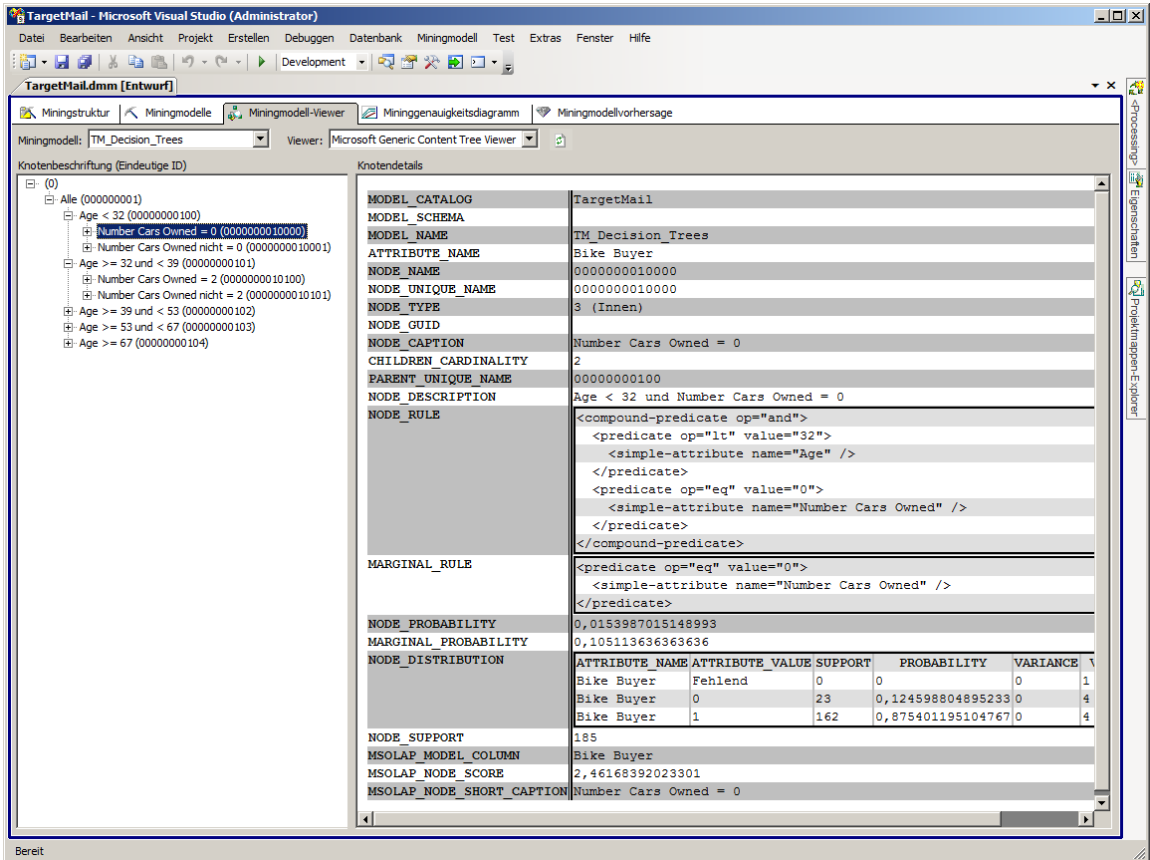 TargetMail - Microsoft Visual Studio (Administrator)
Datei Bearbeiten Ansicht Projekt Erstellen Debuggen Datenbank Miningmodell Test Extras Fenster Hilfe
Development
TargetMail.dmm [Entwurf]
Miningstruktur Miningmodelle Miningmodell-Viewer Mininggenauigkeitsdiagramm Miningmodellvorhersage
Miningmodell: TM_Decision_Trees Viewer: Microsoft Generic Content Tree Viewer
Knotenbeschriftung (Eindeutige ID)
(0)
Alle (000000001)
Age < 32 (00000000100)
Number Cars Owned = 0 (0000000010000)
Number Cars Owned nicht = 0 (0000000010001)
Age >= 32 und < 39 (00000000101)
Number Cars Owned = 2 (0000000010100)
Number Cars Owned nicht = 2 (0000000010101)
Age >= 39 und < 53 (00000000102)
Age >= 53 und < 67 (00000000103)
Age >= 67 (00000000104)
Knotendetails
MODEL_CATALOG TargetMail
MODEL_SCHEMA
MODEL_NAME TM_Decision_Trees
ATTRIBUTE_NAME Bike Buyer
NODE_NAME 0000000010000
NODE_UNIQUE_NAME 0000000010000
NODE_TYPE 3 (Innen)
NODE_GUID
NODE_CAPTION Number Cars Owned = 0
CHILDREN_CARDINALITY 2
PARENT_UNIQUE_NAME 00000000100
NODE_DESCRIPTION Age < 32 und Number Cars Owned = 0
NODE_RULE <compound-predicate op="and">
<predicate op="lt" value="32">
<simple-attribute name="Age" />
</predicate>
<predicate op="eq" value="0">
<simple-attribute name="Number Cars Owned" />
</predicate>
</compound-predicate>
MARGINAL_RULE <predicate op="eq" value="0">
<simple-attribute name="Number Cars Owned" />
</predicate>
NODE_PROBABILITY 0,0153987015148993
MARGINAL_PROBABILITY 0,105113636363636
NODE_DISTRIBUTION ATTRIBUTE_NAME ATTRIBUTE_VALUE SUPPORT PROBABILITY VARIANCE V
Bike Buyer Fehlend 0 0 0 1
Bike Buyer 0 23 0,124598804895233 0 4
Bike Buyer 1 162 0,875401195104767 0 4
NODE_SUPPORT 185
MSOLAP_MODEL_COLUMN Bike Buyer
MSOLAP_NODE_SCORE 2,46168392023301
MSOLAP_NODE_SHORT_CAPTION Number Cars Owned = 0
<Processing>
Eigenschaften
Projektmappen-Explorer
Bereit